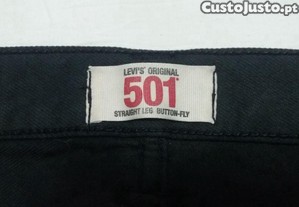 Custojusto.pt
LEVI'S® ORIGINAL
501
STRAIGHT LEG BUTTON-FLY